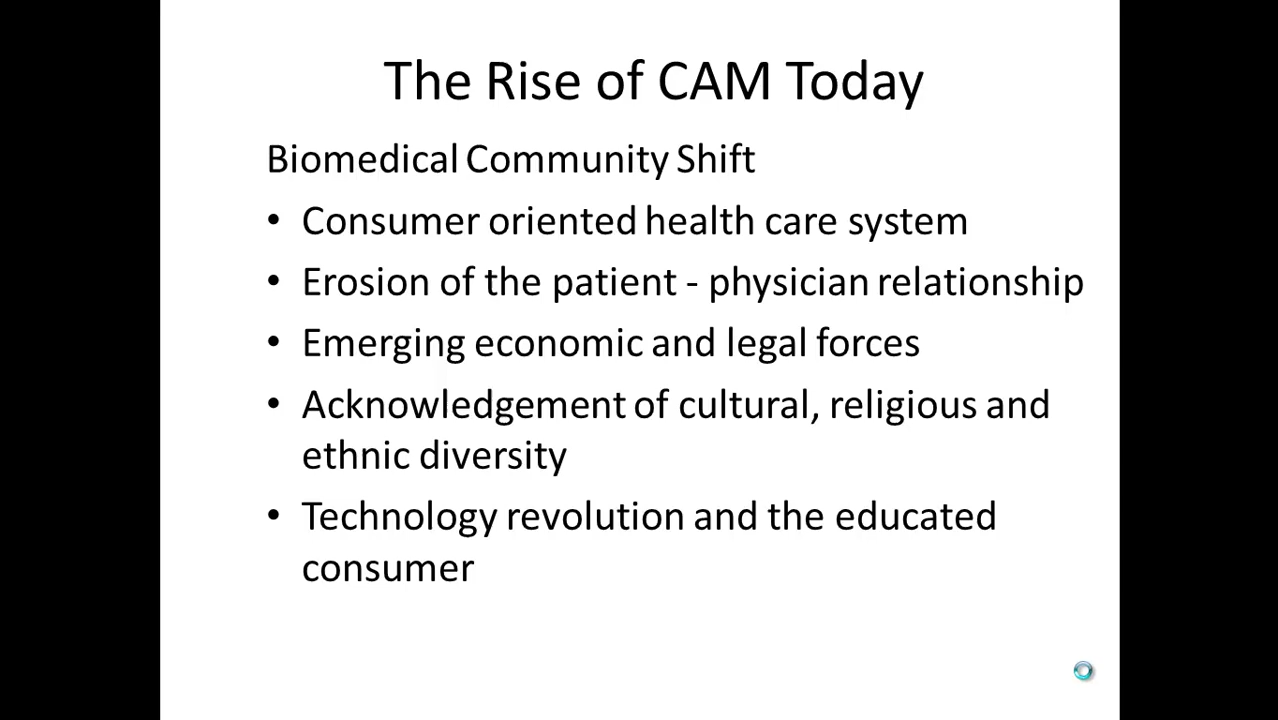 The Rise of CAM Today
Biomedical Community Shift
• Consumer oriented health care system
• Erosion of the patient - physician relationship
• Emerging economic and legal forces
• Acknowledgement of cultural, religious and
ethnic diversity
• Technology revolution and the educated
consumer